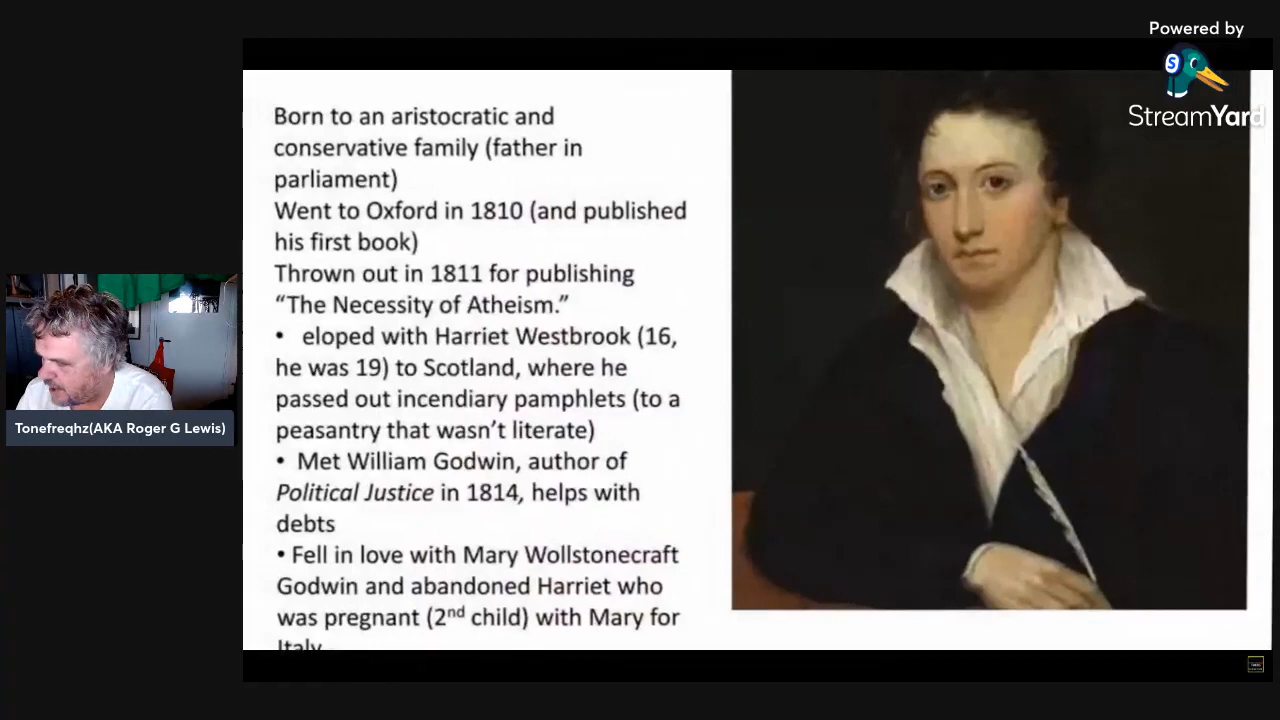 Powered by
StreamYard
Born to an aristocratic and
conservative family (father in
parliament)
Went to Oxford in 1810 (and published
his first book)
Thrown out in 1811 for publishing
“The Necessity of Atheism.”
• eloped with Harriet Westbrook (16,
he was 19) to Scotland, where he
passed out incendiary pamphlets (to a
peasantry that wasn’t literate)
• Met William Godwin, author of
Political Justice in 1814, helps with
debts
• Fell in love with Mary Wollstonecraft
Godwin and abandoned Harriet who
was pregnant (2nd child) with Mary for
Italy
Tonefreqhz(AKA Roger G Lewis)